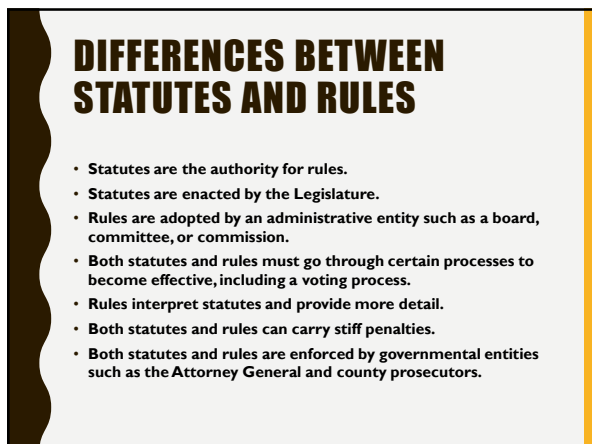 DIFFERENCES BETWEEN
STATUTES AND RULES
• Statutes are the authority for rules.
• Statutes are enacted by the Legislature.
• Rules are adopted by an administrative entity such as a board,
committee, or commission.
• Both statutes and rules must go through certain processes to
become effective, including a voting process.
• Rules interpret statutes and provide more detail.
• Both statutes and rules can carry stiff penalties.
• Both statutes and rules are enforced by governmental entities
such as the Attorney General and county prosecutors.